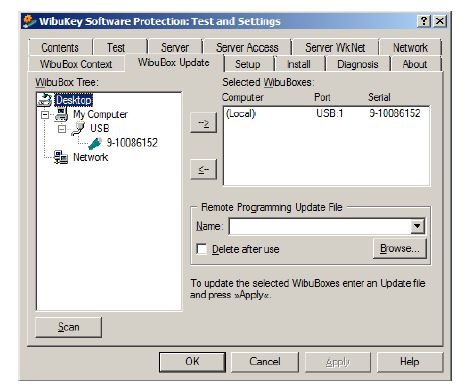 WibuKey Software Protection: Test and Settings
Contents Test Server Server Access Server WkNet Network
WibuBox Context WibuBox Update Setup Install Diagnosis About
WibuBox Tree:
Desktop
My Computer
USB
9-10086152
Network
Scan
-->
<--
Selected WibuBoxes:
Computer Port Serial
(Local) USB:1 9-10086152
Remote Programming Update File
Name:
Delete after use
Browse...
To update the selected WibuBoxes enter an Update file
and press »Apply«.
OK Cancel Apply Help